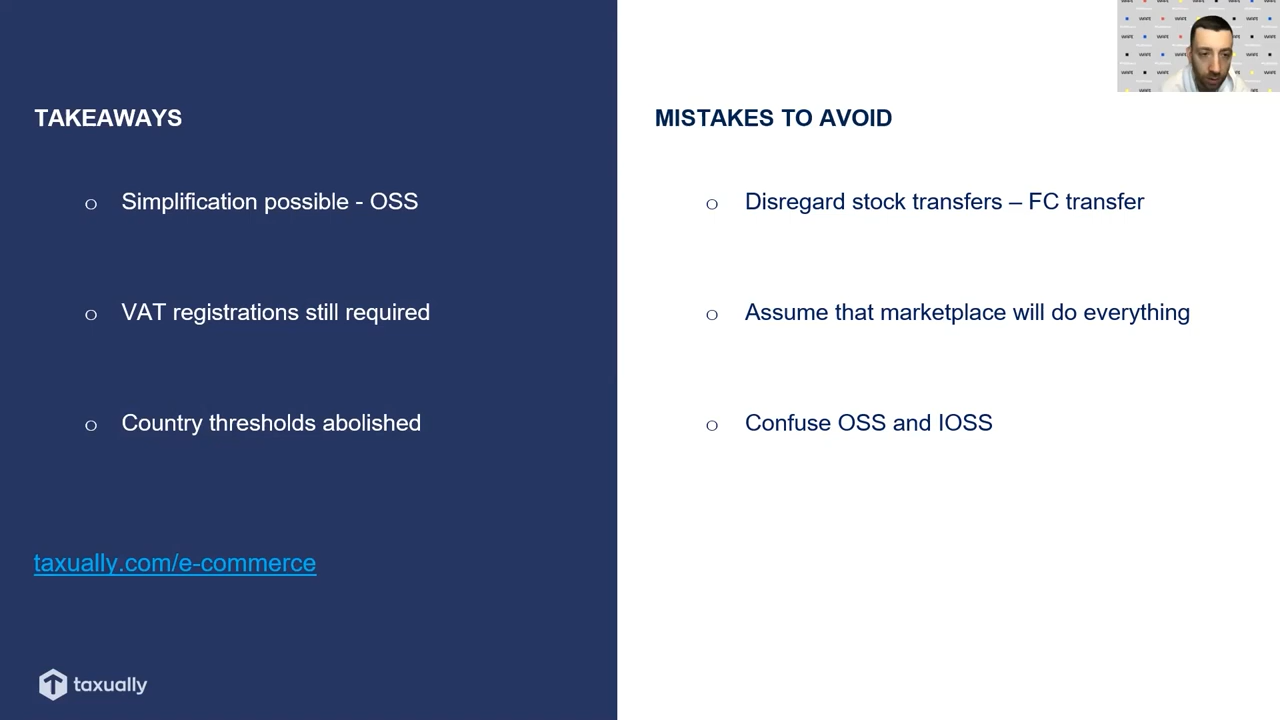 TAKEAWAYS
Simplification possible - OSS
VAT registrations still required
Country thresholds abolished
taxually.com/e-commerce
taxually
MISTAKES TO AVOID
Disregard stock transfers – FC transfer
Assume that marketplace will do everything
Confuse OSS and IOSS